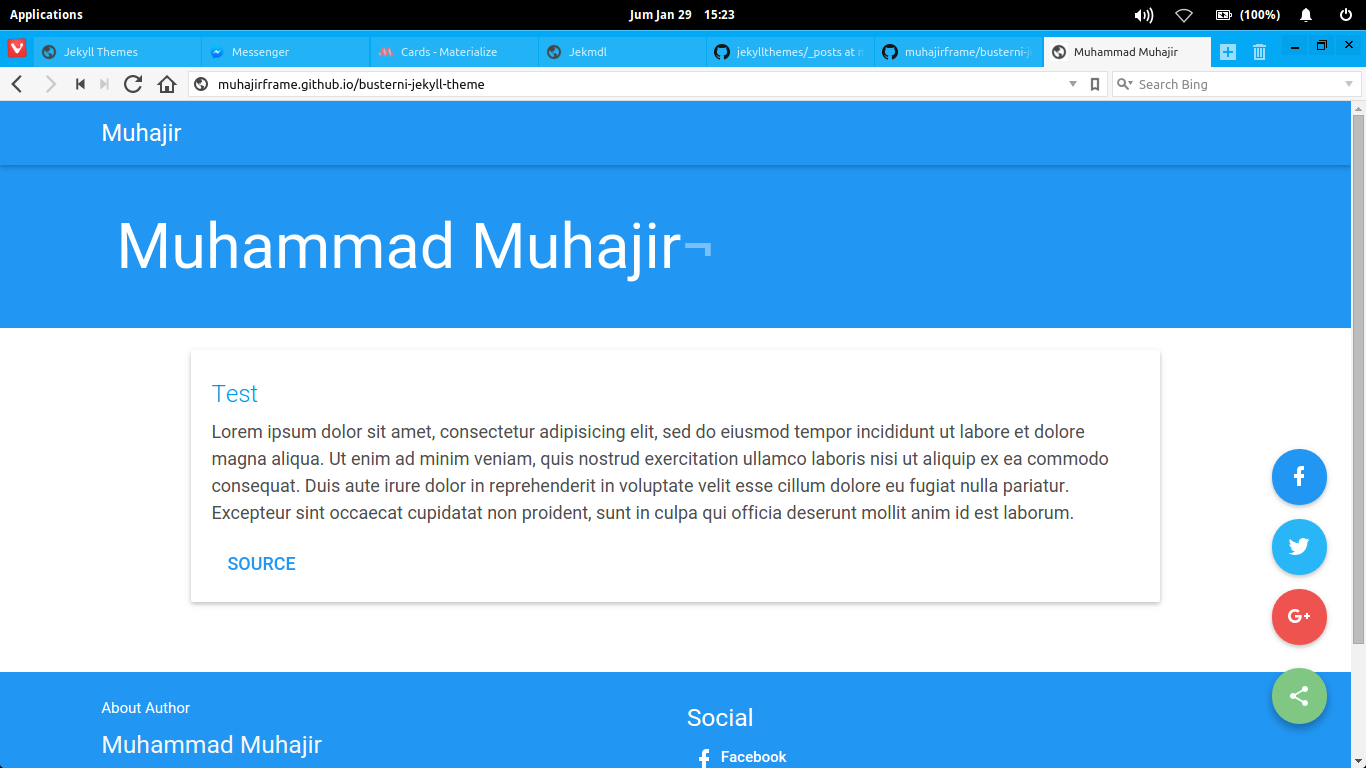 Applications
Jum Jan 29 15:23
(100%)
Jekyll Themes
Messenger
Cards - Materialize
Jekmdl
jekyllthemes/_posts at m
muhajirframe/busterni-j
Muhammad Muhajir
muhajirframe.github.io/busterni-jekyll-theme
Search Bing
Muhajir
Muhammad Muhajir¬
Test
Lorem ipsum dolor sit amet, consectetur adipisicing elit, sed do eiusmod tempor incididunt ut labore et dolore
magna aliqua. Ut enim ad minim veniam, quis nostrud exercitation ullamco laboris nisi ut aliquip ex ea commodo
consequat. Duis aute irure dolor in reprehenderit in voluptate velit esse cillum dolore eu fugiat nulla pariatur.
Excepteur sint occaecat cupidatat non proident, sunt in culpa qui officia deserunt mollit anim id est laborum.
SOURCE
G+
About Author
Muhammad Muhajir
Social
Facebook